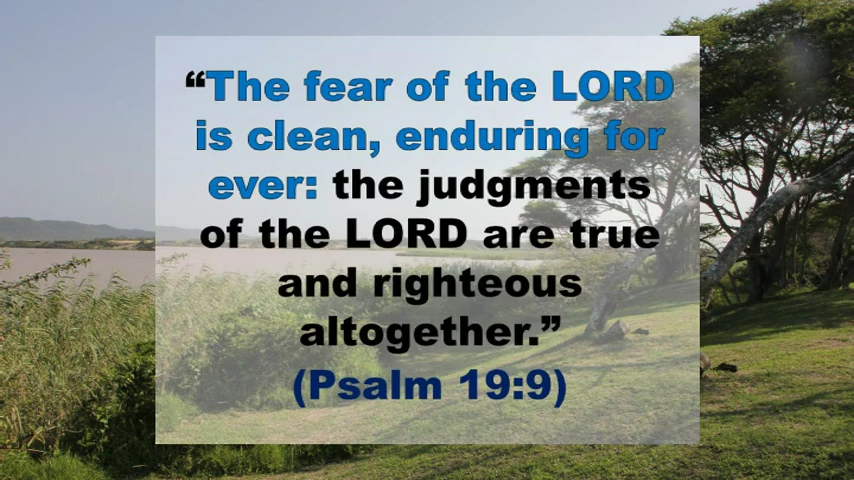 “The fear of the LORD
is clean, enduring for
ever: the judgments
of the LORD are true
and righteous
altogether.”
(Psalm 19:9)